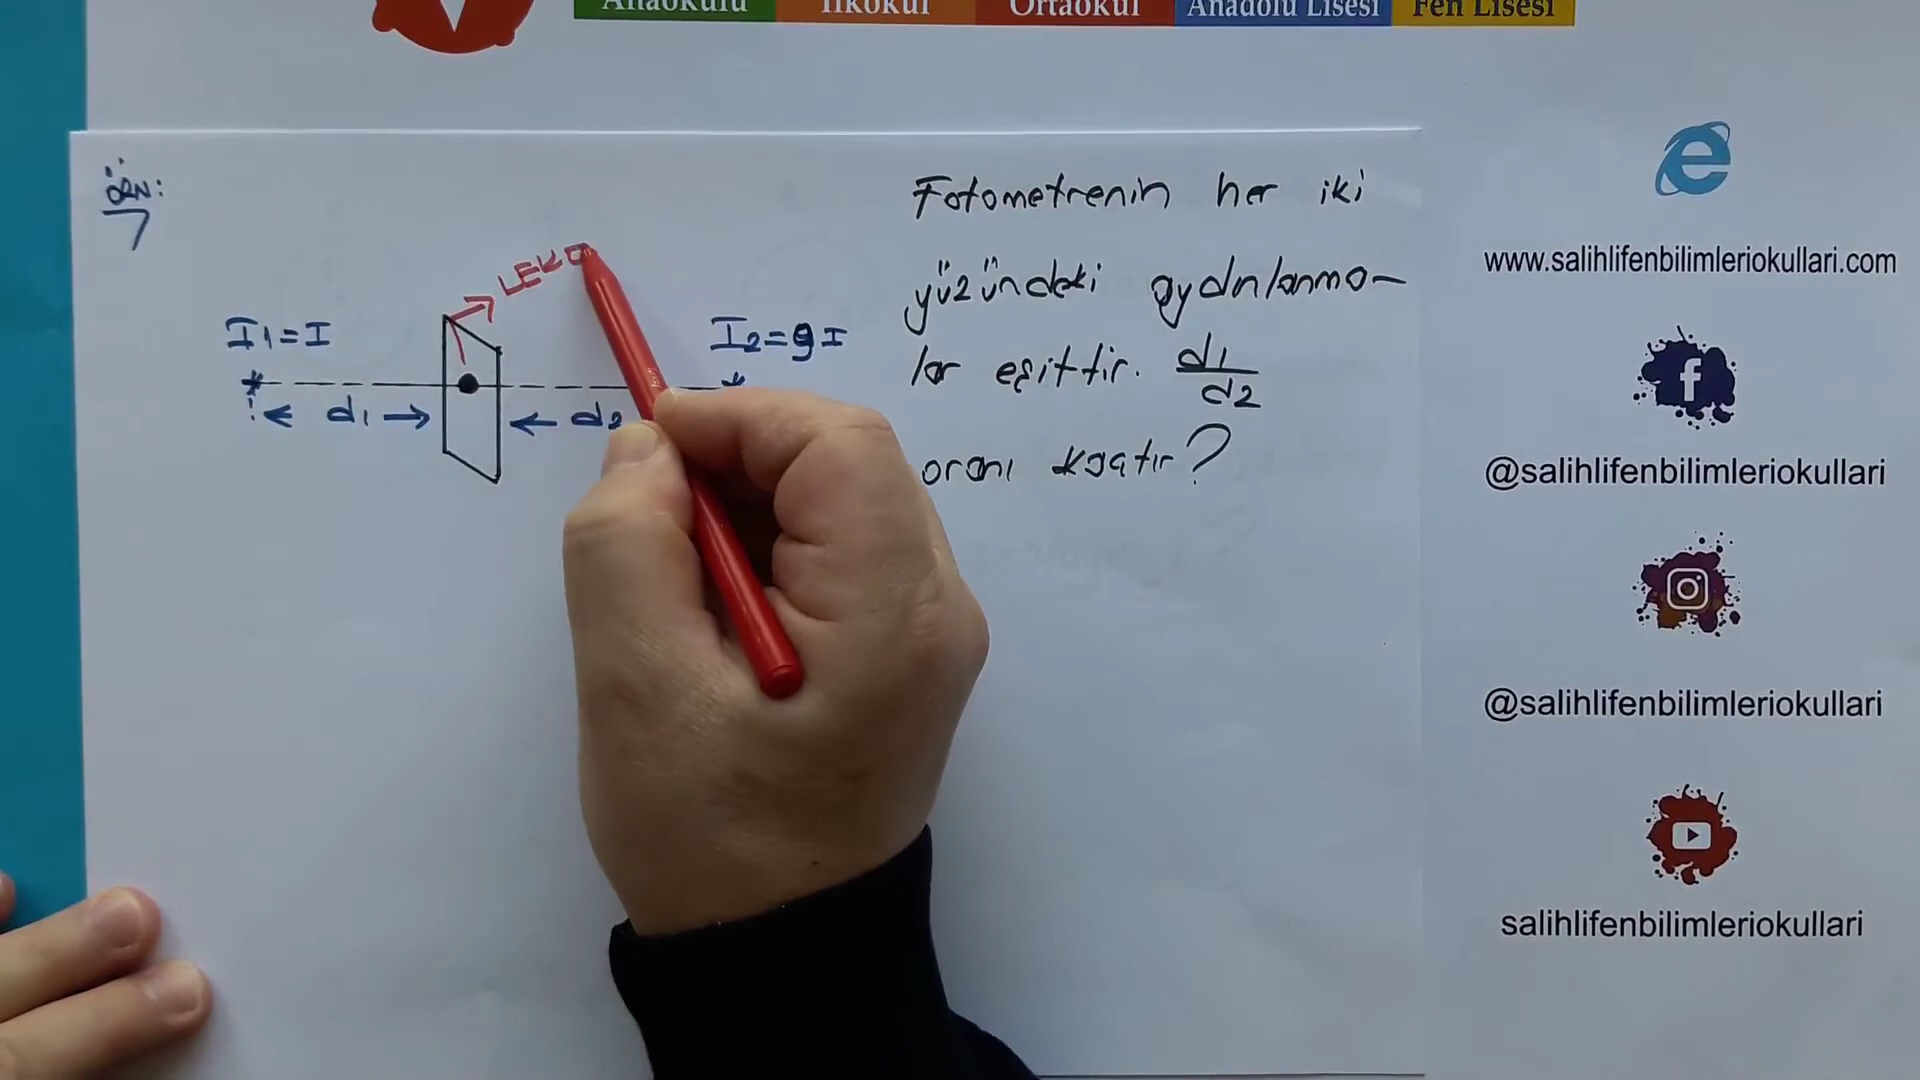 Anaokulu İlkokul Ortaokul Anadolu Lisesi Fen Lisesi
ÖRN:
7
LEKE
I1=I
I2=9I
d1
d2
Fotometrenin her iki
yüzündeki aydınlanma-
lar eşittir. d1/d2
oranı kaçtır?
www.salihlifenbilimleriokullari.com
@salihlifenbilimleriokullari
@salihlifenbilimleriokullari
salihlifenbilimleriokullari